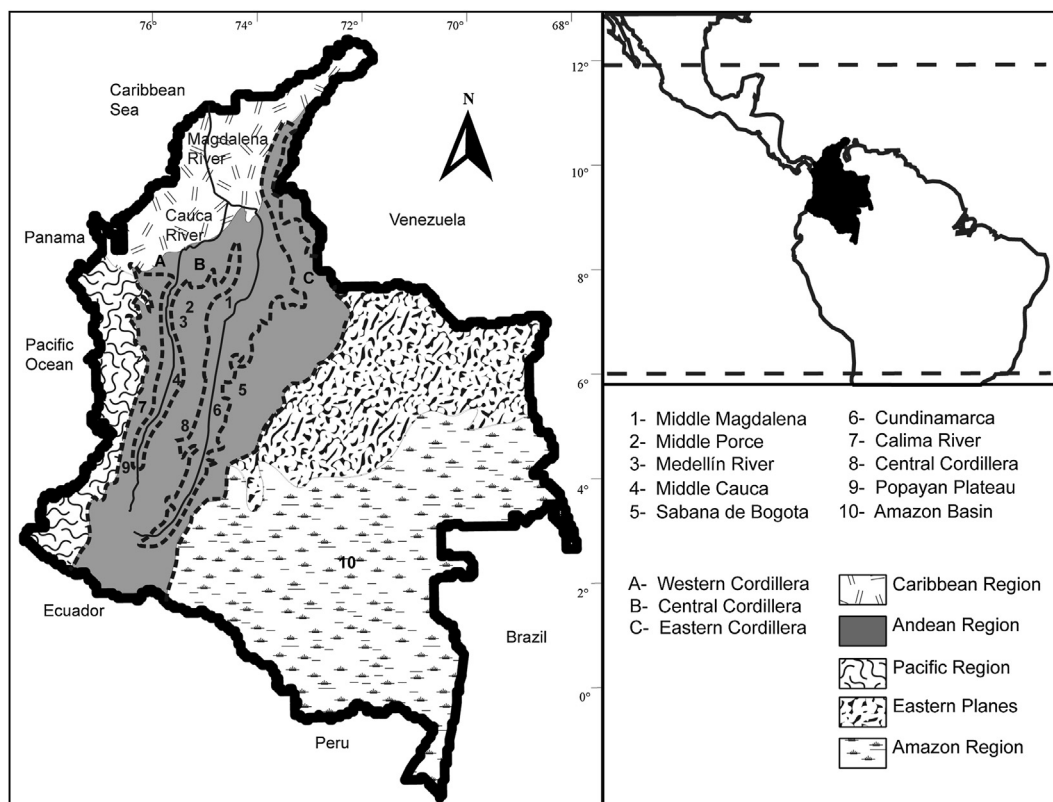 76°
74°
72°
70°
68°
Caribbean
Sea
N
Magdalena
River
Venezuela
Cauca
River
Panama
A
B
C
1
2
3
Pacific
Ocean
4
5
6
7
8
9
10
Ecuador
Brazil
Peru
12°
10°
8°
6°
4°
2°
0°
1- Middle Magdalena
2- Middle Porce
3- Medellín River
4- Middle Cauca
5- Sabana de Bogota
6- Cundinamarca
7- Calima River
8- Central Cordillera
9- Popayan Plateau
10- Amazon Basin
A- Western Cordillera
B- Central Cordillera
C- Eastern Cordillera
Caribbean Region
Andean Region
Pacific Region
Eastern Planes
Amazon Region